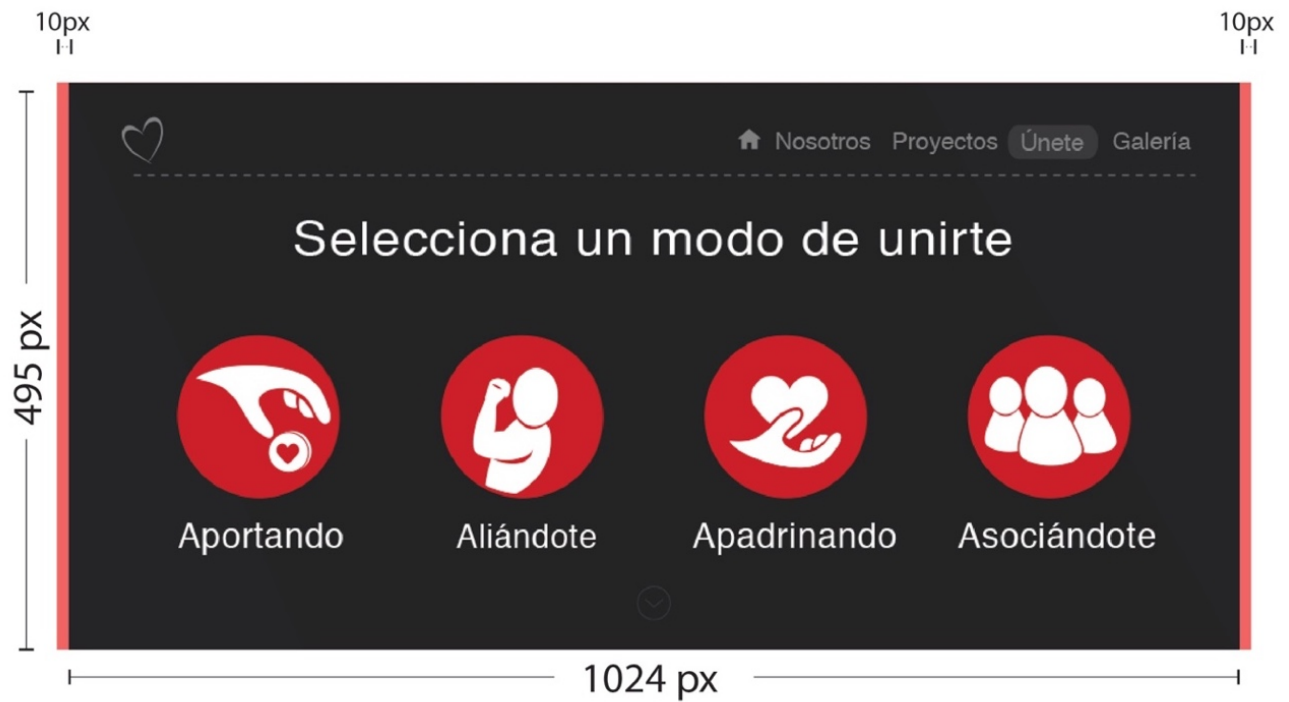 10px 10px
Nosotros Proyectos Únete Galería
Selecciona un modo de unirte
495 px
Aportando Aliándote Apadrinando Asociándote
1024 px